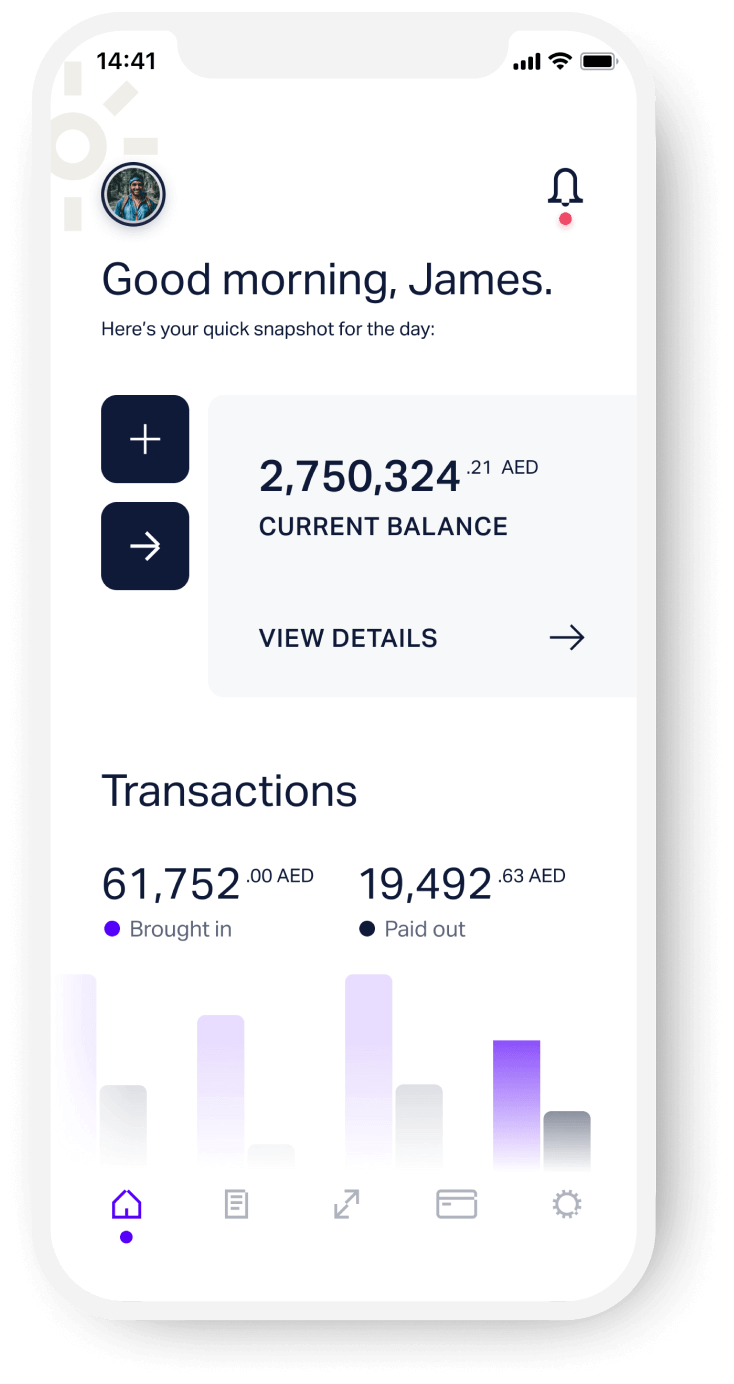 14:41
Good morning, James.
Here's your quick snapshot for the day:
2,750,324.21 AED
CURRENT BALANCE
VIEW DETAILS
Transactions
61,752.00 AED 19,492.63 AED
Brought in Paid out